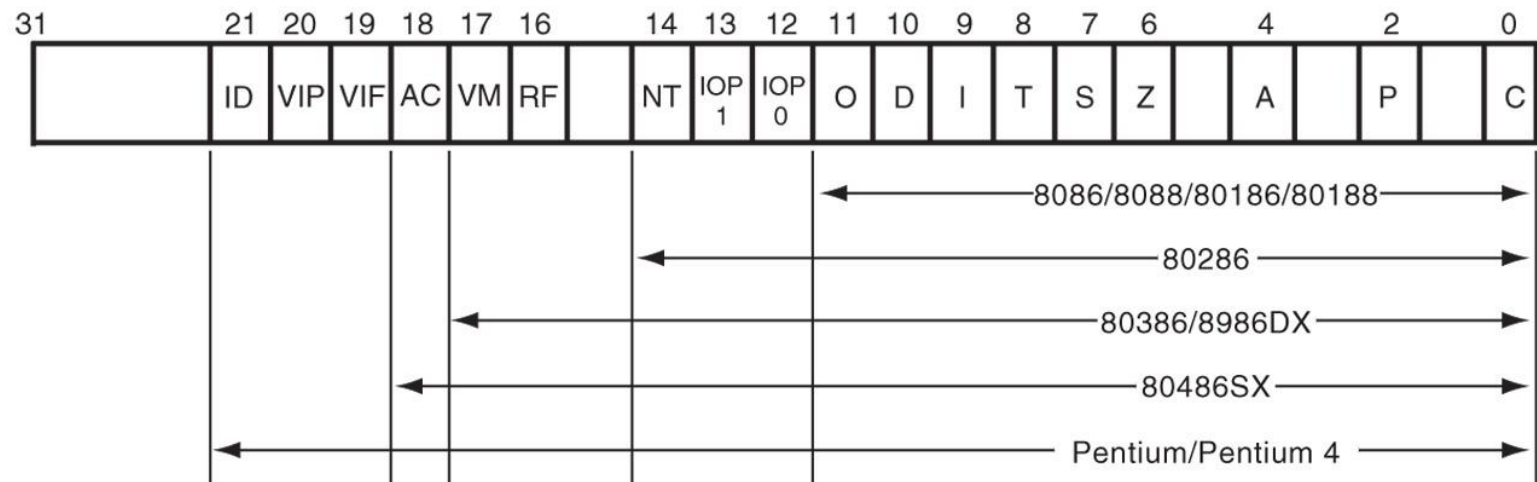 31 21 20 19 18 17 16 14 13 12 11 10 9 8 7 6 4 2 0
ID VIP VIF AC VM RF NT IOP 1 IOP 0 O D I T S Z A P C
8086/8088/80186/80188
80286
80386/8986DX
80486SX
Pentium/Pentium 4